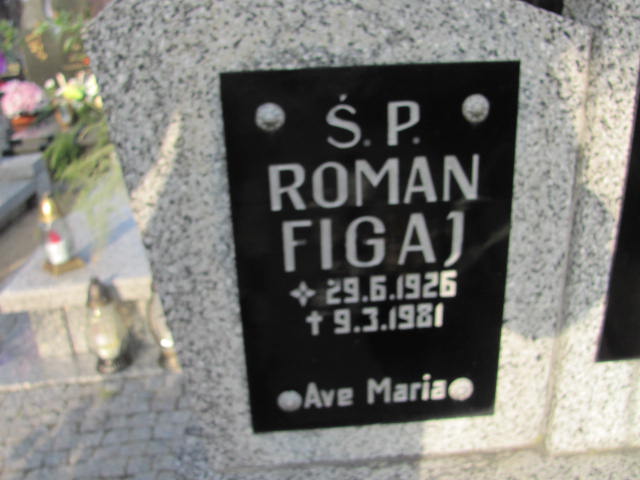 Ś.P.
ROMAN
FIGAJ
29.6.1926
✝ 9.3.1981
Ave Maria